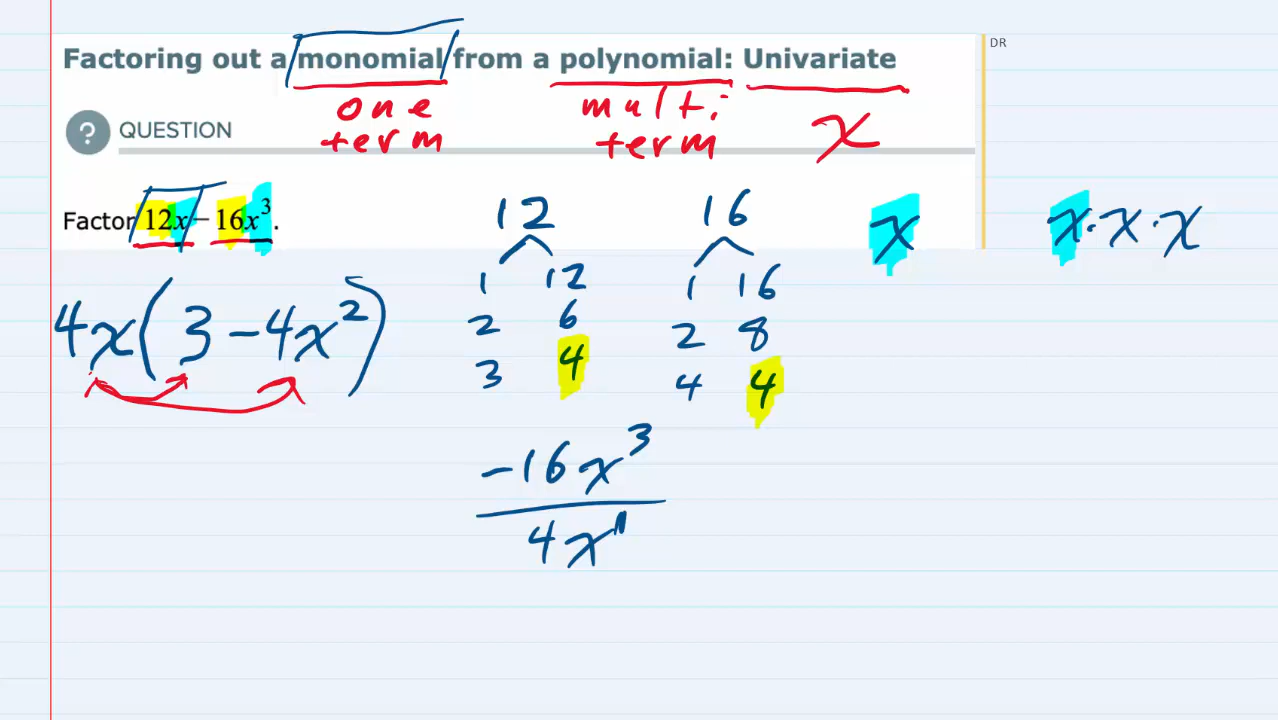 Factoring out a monomial from a polynomial: Univariate
DR
one term
multi term
x
? QUESTION
Factor 12x − 16x³.
12
1 12
2 6
3 4
16
1 16
2 8
4 4
x
x·x·x
4x(3 − 4x²)
−16x³
4x¹